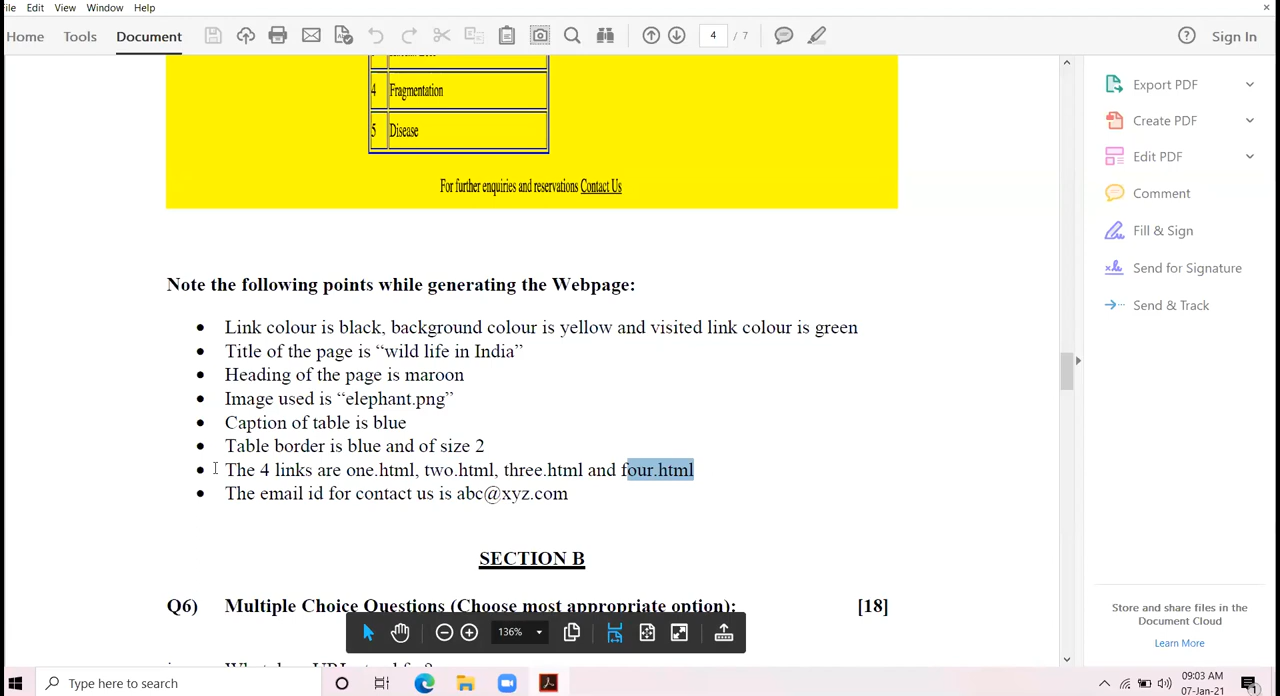 ile Edit View Window Help
Home Tools Document 4 / 7 Sign In
4 Fragmentation
5 Disease
For further enquiries and reservations Contact Us
Note the following points while generating the Webpage:
• Link colour is black, background colour is yellow and visited link colour is green
• Title of the page is “wild life in India”
• Heading of the page is maroon
• Image used is “elephant.png”
• Caption of table is blue
• Table border is blue and of size 2
• The 4 links are one.html, two.html, three.html and four.html
• The email id for contact us is abc@xyz.com
SECTION B
Q6) Multiple Choice Questions (Choose most appropriate option): [18]
136%
Export PDF
Create PDF
Edit PDF
Comment
Fill & Sign
Send for Signature
Send & Track
Store and share files in the
Document Cloud
Learn More
Type here to search
09:03 AM
07-Jan-21
1